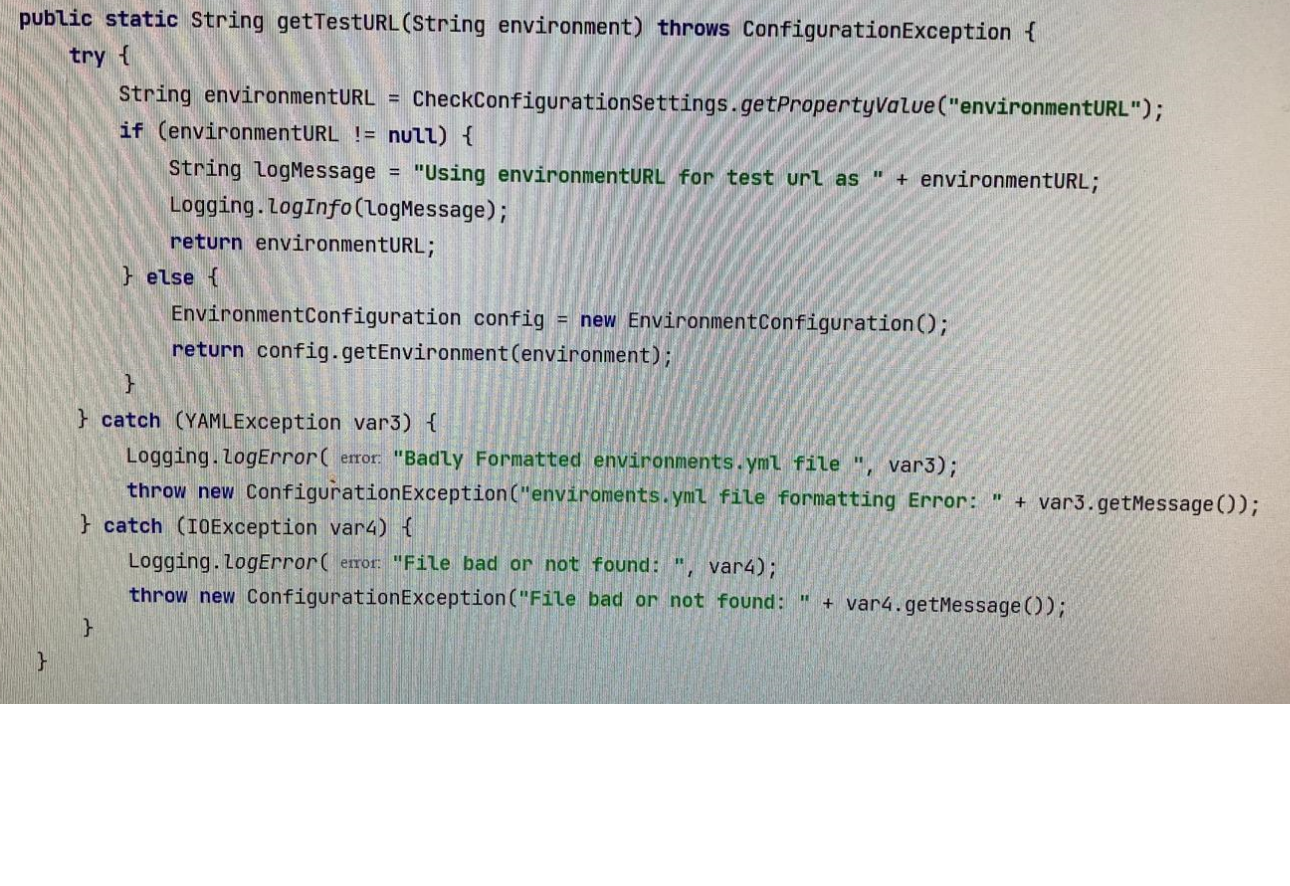 public static String getTestURL(String environment) throws ConfigurationException {
try {
String environmentURL = CheckConfigurationSettings.getPropertyValue("environmentURL");
if (environmentURL != null) {
String logMessage = "Using environmentURL for test url as " + environmentURL;
Logging.logInfo(logMessage);
return environmentURL;
} else {
EnvironmentConfiguration config = new EnvironmentConfiguration();
return config.getEnvironment(environment);
}
} catch (YAMLException var3) {
Logging.logError( error: "Badly Formatted environments.yml file ", var3);
throw new ConfigurationException("enviroments.yml file formatting Error: " + var3.getMessage());
} catch (IOException var4) {
Logging.logError( error: "File bad or not found: ", var4);
throw new ConfigurationException("File bad or not found: " + var4.getMessage());
}
}